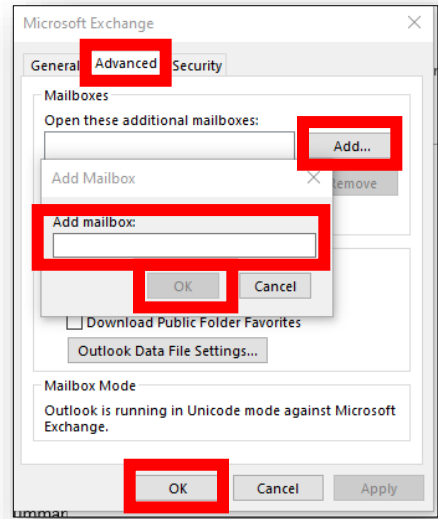 Microsoft Exchange
General Advanced Security
Mailboxes
Open these additional mailboxes:
Add...
Add Mailbox
Add mailbox:
OK Cancel
Download Public Folder Favorites
Outlook Data File Settings...
Mailbox Mode
Outlook is running in Unicode mode against Microsoft
Exchange.
OK Cancel Apply